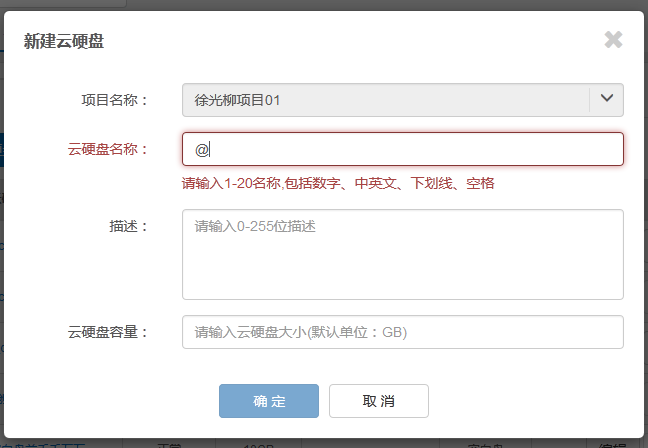 新建云硬盘
项目名称：
徐光柳项目01
云硬盘名称：
@
请输入1-20名称,包括数字、中英文、下划线、空格
描述：
请输入0-255位描述
云硬盘容量：
请输入云硬盘大小(默认单位：GB)
确 定
取 消